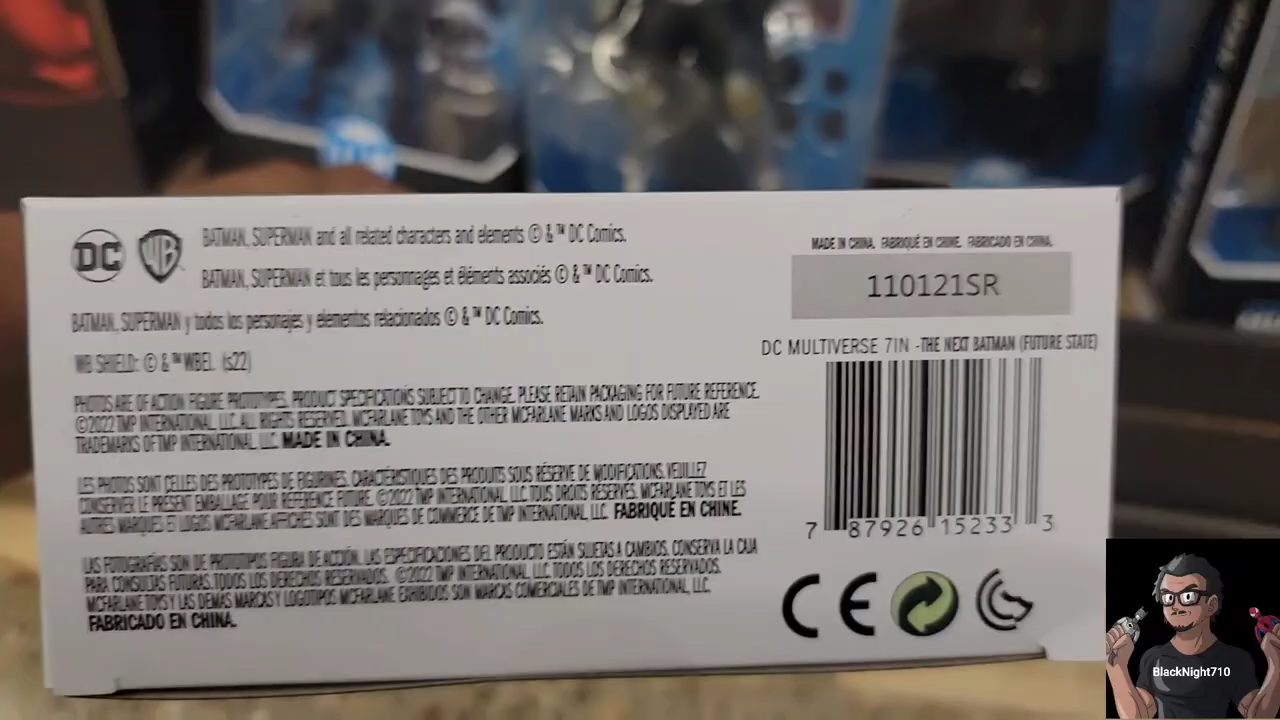 DC
WB
BATMAN, SUPERMAN and all related characters and elements © & ™ DC Comics.
BATMAN, SUPERMAN et tous les personnages et éléments associés © & ™ DC Comics.
BATMAN, SUPERMAN y todos los personajes y elementos relacionados © & ™ DC Comics.
WB SHIELD: © & ™ WBEI. (s22)
PHOTOS ARE OF ACTION FIGURE PROTOTYPES. PRODUCT SPECIFICATIONS SUBJECT TO CHANGE. PLEASE RETAIN PACKAGING FOR FUTURE REFERENCE.
©2022 TMP INTERNATIONAL, LLC. ALL RIGHTS RESERVED. MCFARLANE TOYS AND THE OTHER MCFARLANE MARKS AND LOGOS DISPLAYED ARE
TRADEMARKS OF TMP INTERNATIONAL, LLC. MADE IN CHINA.
LES PHOTOS SONT CELLES DES PROTOTYPES DE FIGURINES. CARACTÉRISTIQUES DES PRODUITS SOUS RÉSERVE DE MODIFICATIONS. VEUILLEZ
CONSERVER LE PRÉSENT EMBALLAGE POUR RÉFÉRENCE FUTURE. ©2022 TMP INTERNATIONAL, LLC. TOUS DROITS RÉSERVÉS. MCFARLANE TOYS ET LES
AUTRES MARQUES ET LOGOS MCFARLANE AFFICHÉS SONT DES MARQUES DE COMMERCE DE TMP INTERNATIONAL, LLC. FABRIQUÉ EN CHINE.
LAS FOTOGRAFÍAS SON DE PROTOTIPOS FIGURA DE ACCIÓN. LAS ESPECIFICACIONES DEL PRODUCTO ESTÁN SUJETAS A CAMBIOS. CONSERVA LA CAJA
PARA CONSULTAS FUTURAS. TODOS LOS DERECHOS RESERVADOS. ©2022 TMP INTERNATIONAL, LLC. TODOS LOS DERECHOS RESERVADOS.
MCFARLANE TOYS Y LAS DEMÁS MARCAS Y LOGOTIPOS MCFARLANE EXHIBIDOS SON MARCAS COMERCIALES DE TMP INTERNATIONAL, LLC.
FABRICADO EN CHINA.
MADE IN CHINA. FABRIQUÉ EN CHINE. FABRICADO EN CHINA.
110121SR
DC MULTIVERSE 7IN -THE NEXT BATMAN (FUTURE STATE)
7 87926 15233 3
CE
BlackNight710